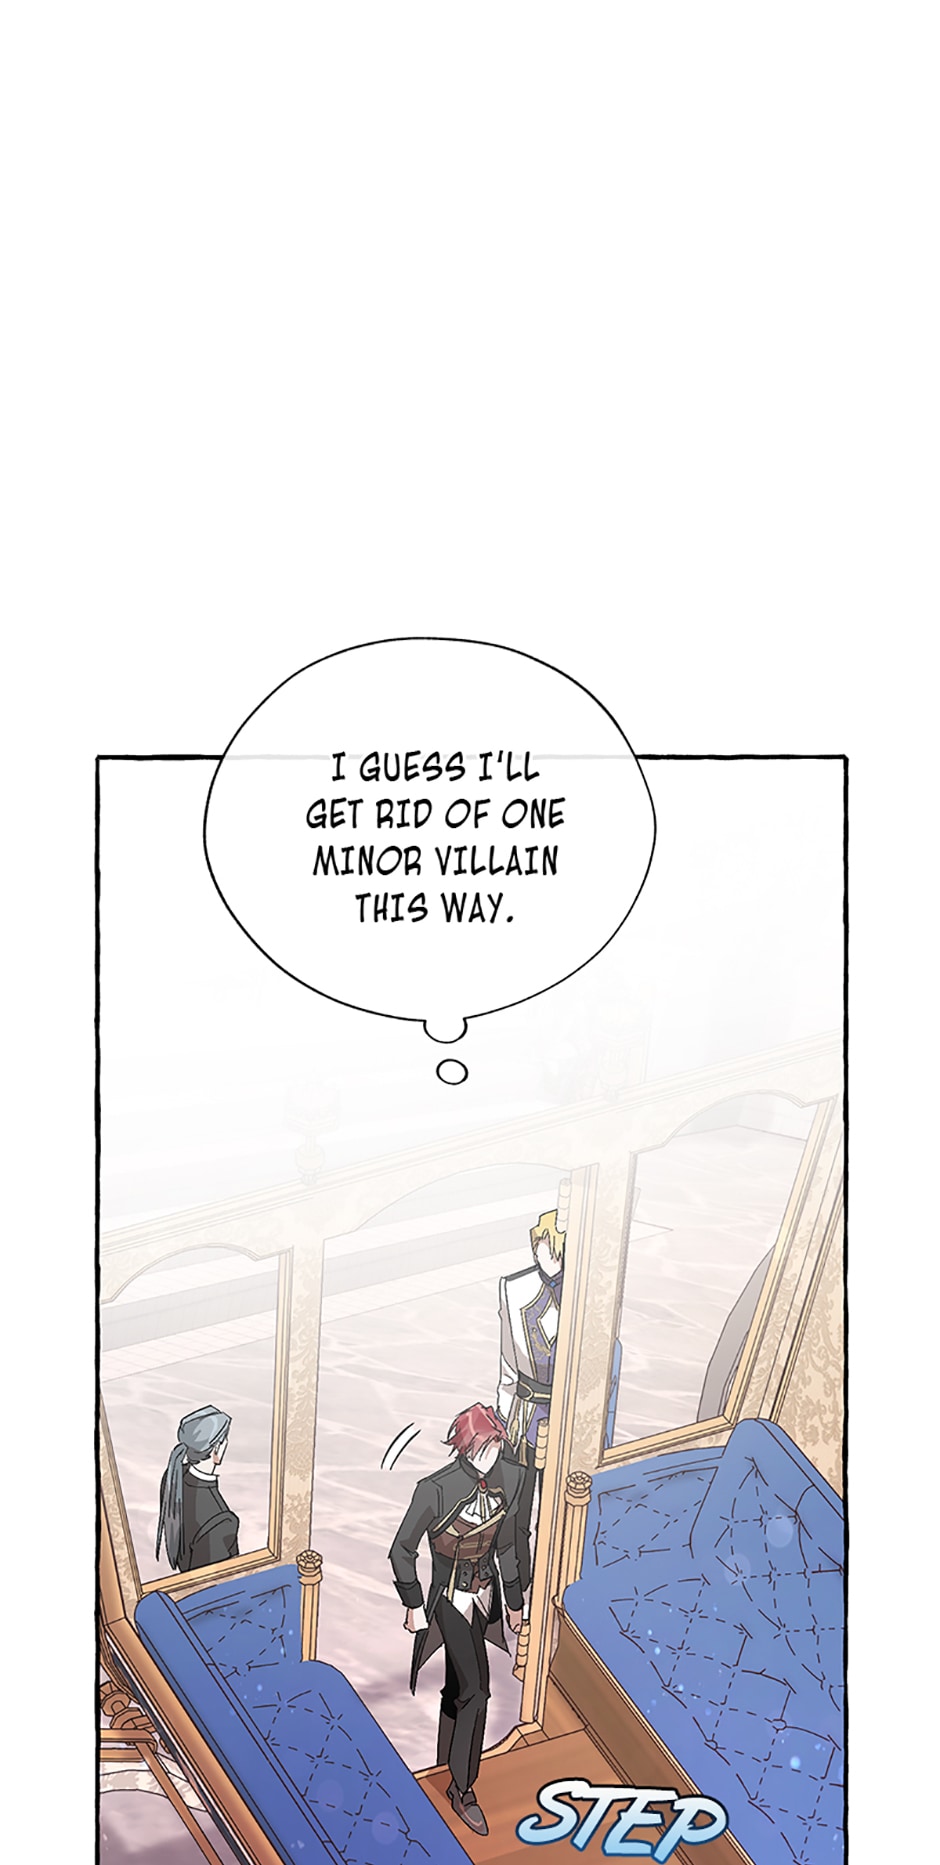 I GUESS I'LL
GET RID OF ONE
MINOR VILLAIN
THIS WAY.
STEP